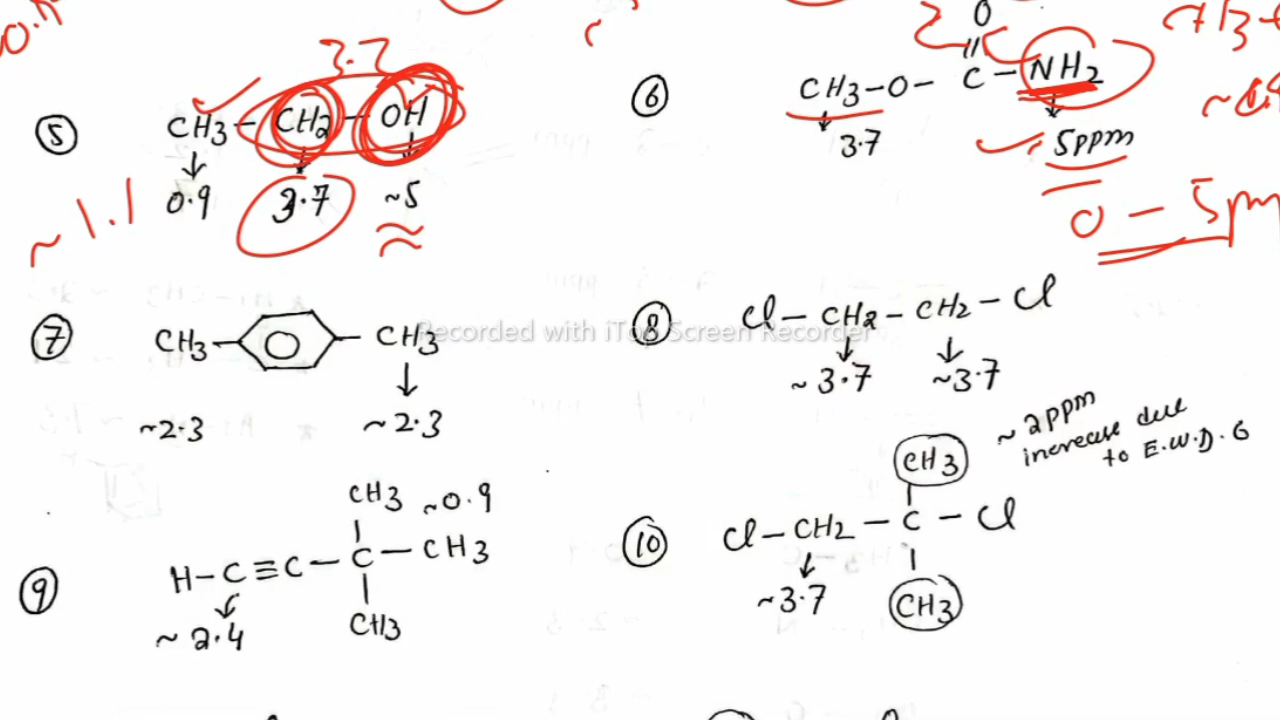 3.7
⑤ CH3 – CH2 – OH
↓ ↓ ↓
0.9 3.7 ~5
~ 1.1
O
||
⑥ CH3 – O – C – NH2
↓ ↓
3.7 5ppm
0 – 5pm
⑦ CH3 – – CH3
↓
~2.3 ~2.3
Recorded with iTop Screen Recorder
⑧ Cl – CH2 – CH2 – Cl
↓ ↓
~3.7 ~3.7
~2ppm
increase due
to E.W.D.G
CH3 ~0.9
|
⑨ H–C≡C – C – CH3
|
~2.4 CH3
CH3
|
⑩ Cl – CH2 – C – Cl
↓ |
~3.7 CH3